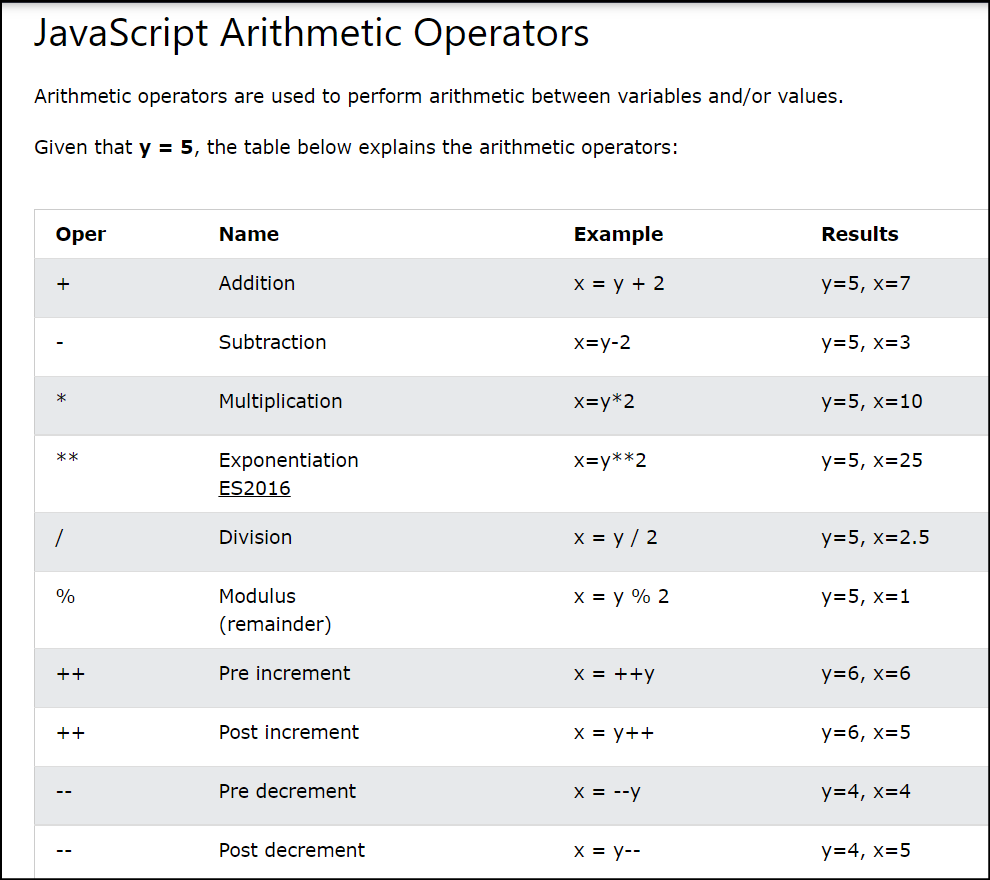 JavaScript Arithmetic Operators
Arithmetic operators are used to perform arithmetic between variables and/or values.
Given that y = 5, the table below explains the arithmetic operators:
Oper Name Example Results
+ Addition x = y + 2 y=5, x=7
- Subtraction x=y-2 y=5, x=3
* Multiplication x=y*2 y=5, x=10
** Exponentiation x=y**2 y=5, x=25
ES2016
/ Division x = y / 2 y=5, x=2.5
% Modulus x = y % 2 y=5, x=1
(remainder)
++ Pre increment x = ++y y=6, x=6
++ Post increment x = y++ y=6, x=5
-- Pre decrement x = --y y=4, x=4
-- Post decrement x = y-- y=4, x=5